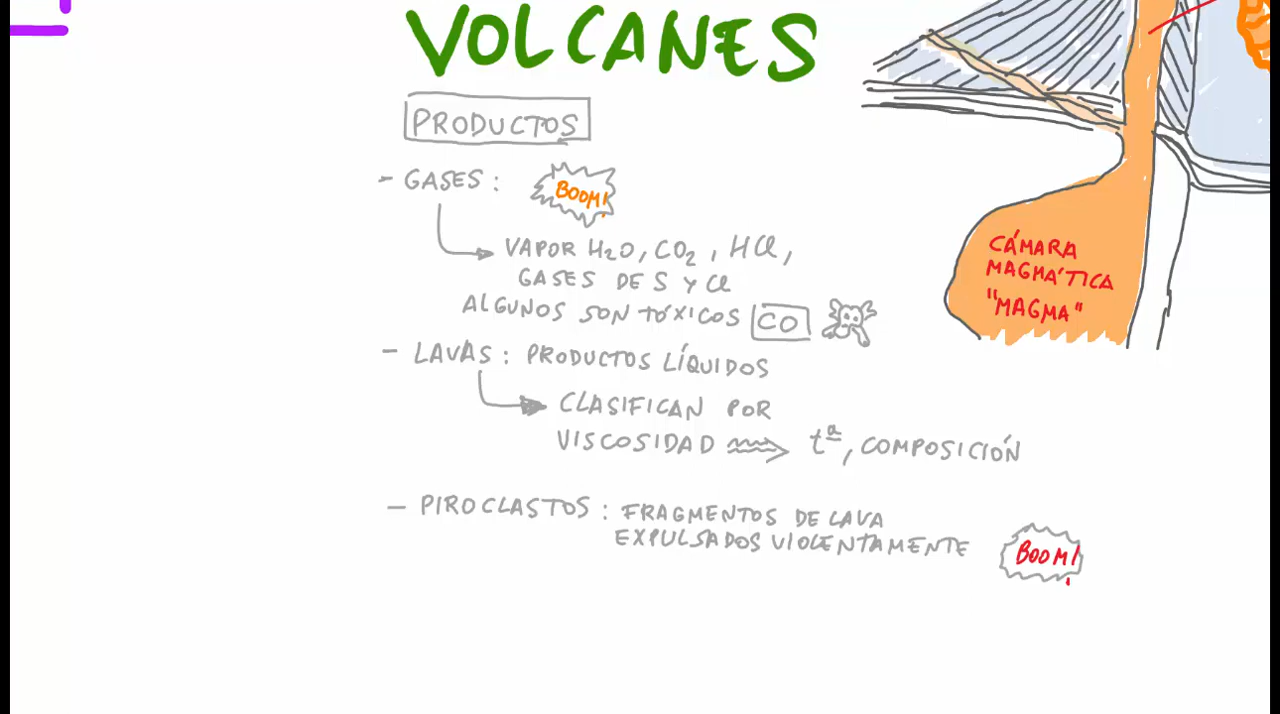 VOLCANES
PRODUCTOS
- GASES : BOOM!
VAPOR H₂O, CO₂, HCl,
GASES DE S Y Cl
ALGUNOS SON TÓXICOS CO
- LAVAS : PRODUCTOS LÍQUIDOS
CLASIFICAN POR
VISCOSIDAD tª, COMPOSICIÓN
- PIROCLASTOS : FRAGMENTOS DE LAVA
EXPULSADOS VIOLENTAMENTE BOOM!
CÁMARA
MAGMÁTICA
"MAGMA"